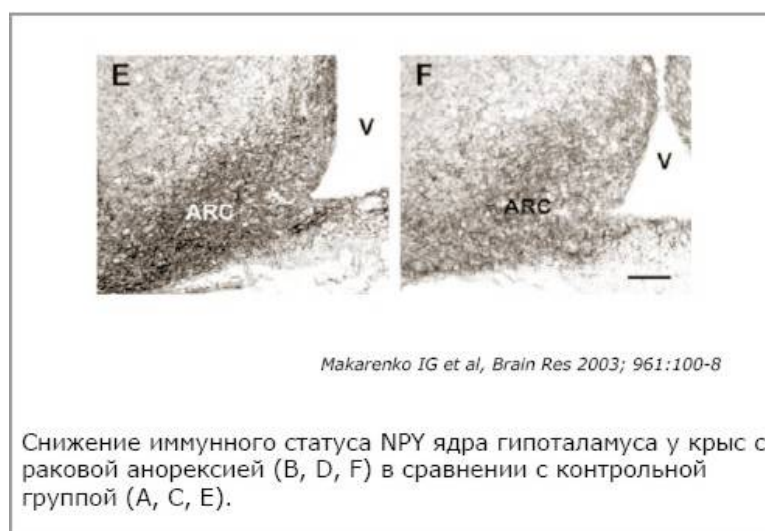 E F
V
V
ARC ARC
Makarenko IG et al, Brain Res 2003; 961:100-8
Снижение иммунного статуса NPY ядра гипоталамуса у крыс с
раковой анорексией (B, D, F) в сравнении с контрольной
группой (A, C, E).